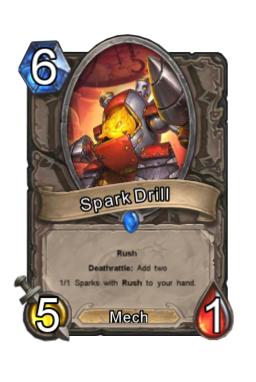 6
Spark Drill
Rush
Deathrattle: Add two
1/1 Sparks with Rush to your hand.
5
Mech
1